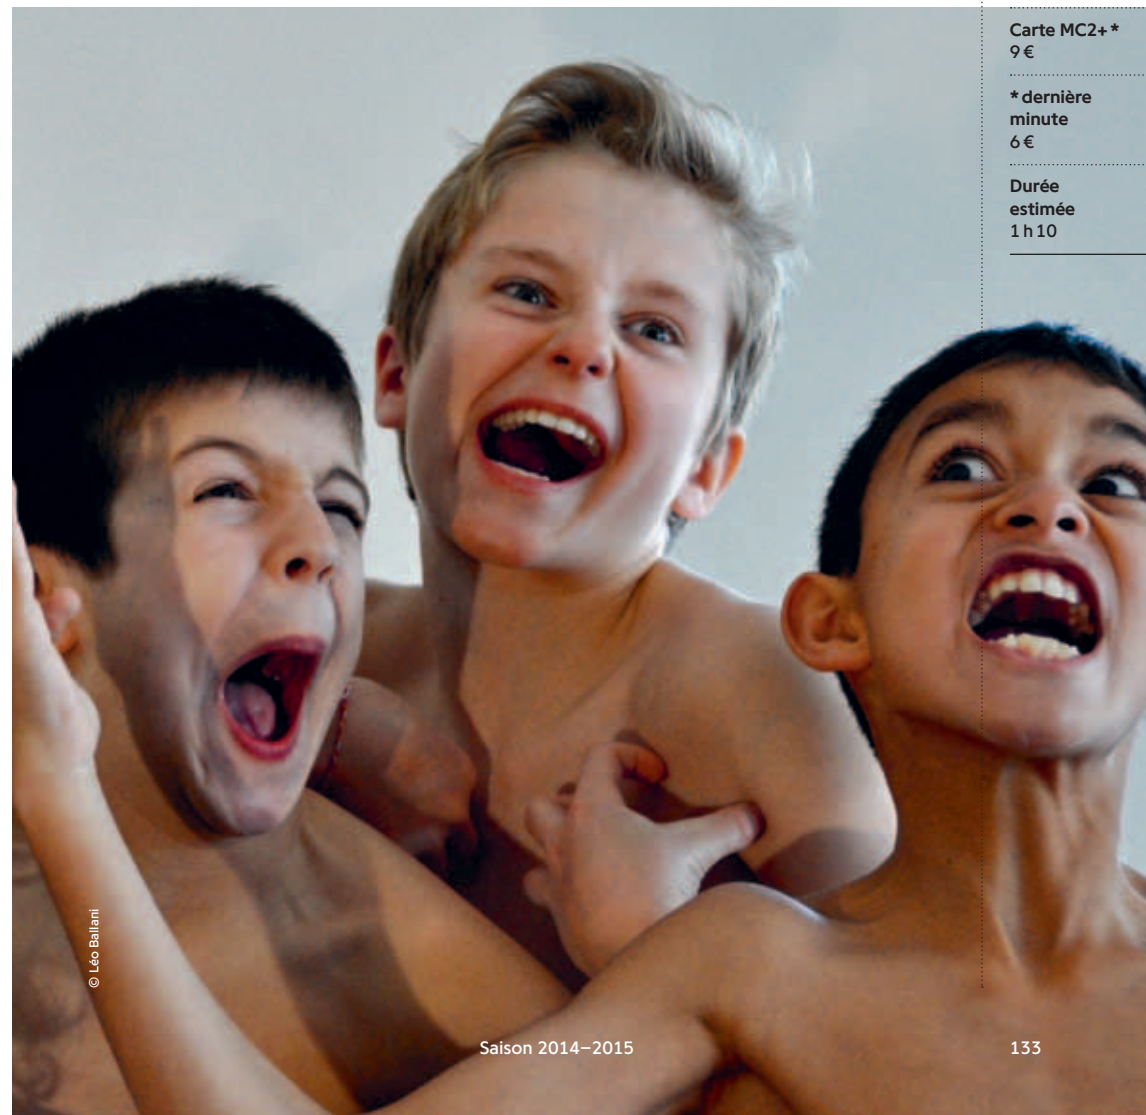 Carte MC2+ *
9 €
* dernière
minute
6 €
Durée
estimée
1 h 10
© Léo Ballani
Saison 2014–2015
133